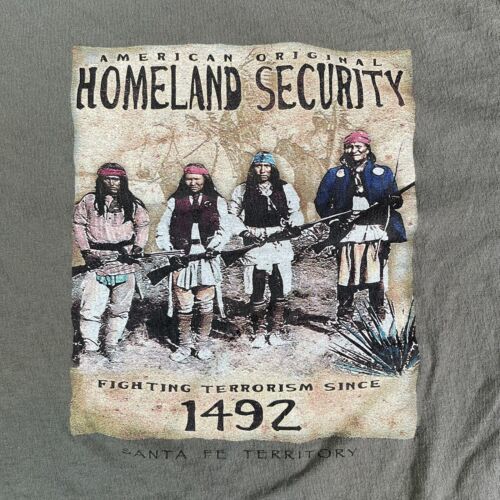 AMERICAN ORIGINAL
HOMELAND SECURITY
FIGHTING TERRORISM SINCE
1492
SANTA FE TERRITORY